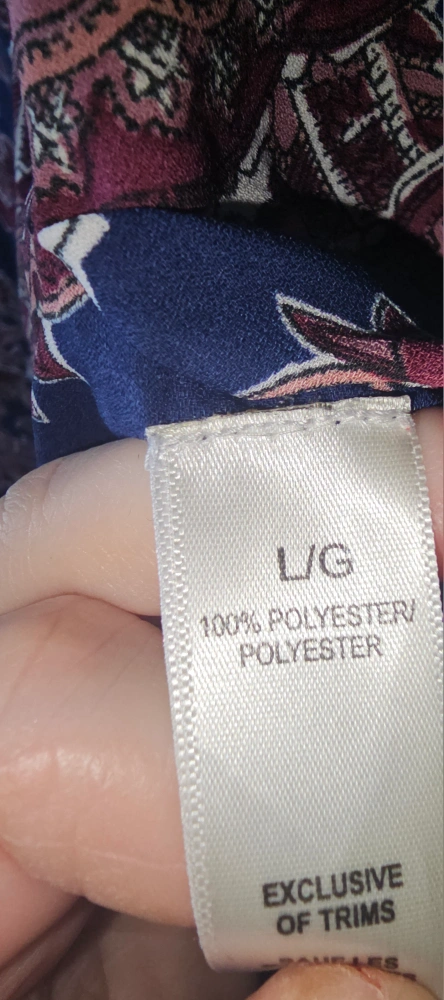 L/G
100% POLYESTER/
POLYESTER
EXCLUSIVE
OF TRIMS